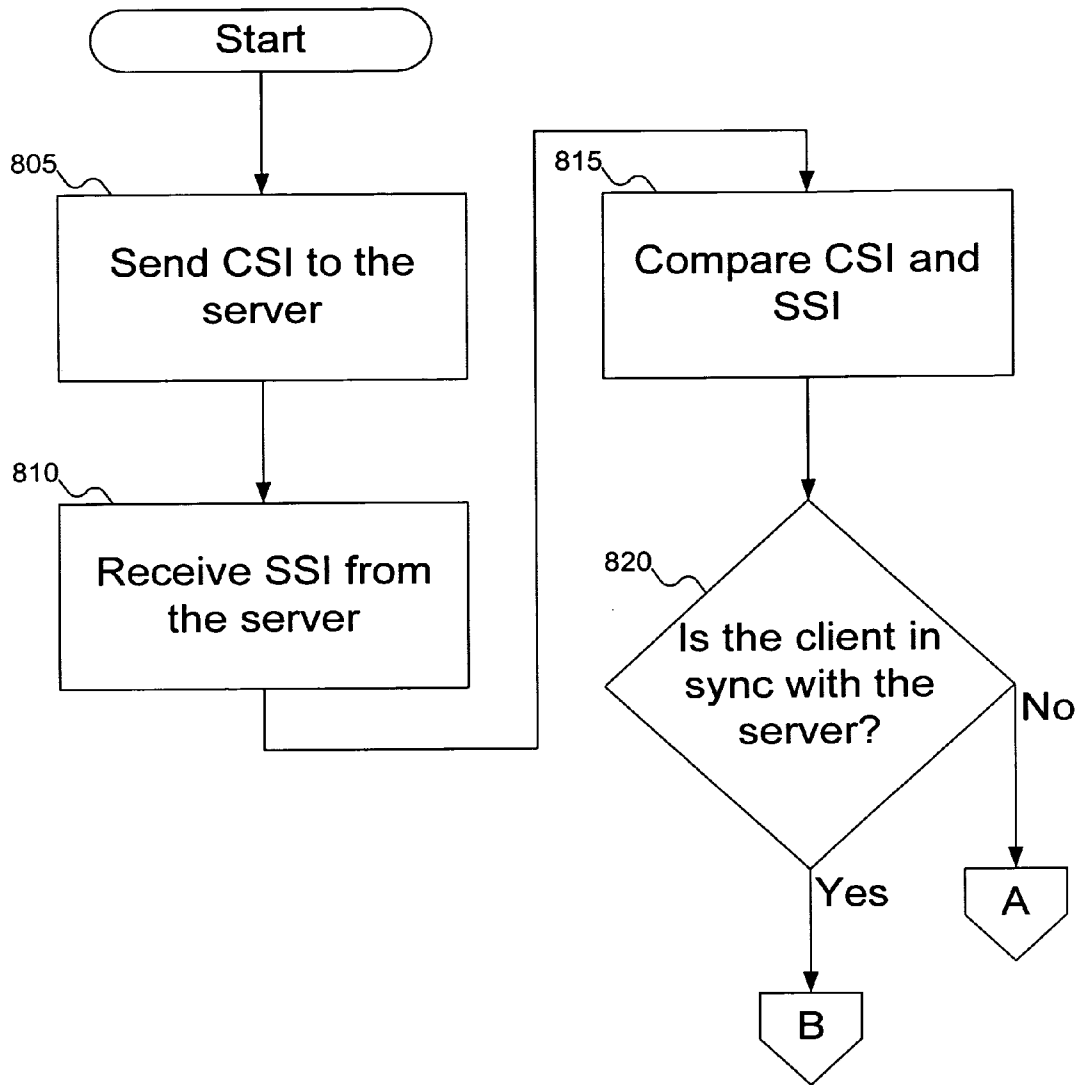 Start
805
Send CSI to the
server
810
Receive SSI from
the server
815
Compare CSI and
SSI
820
Is the client in
sync with the
server?
No
Yes
A
B